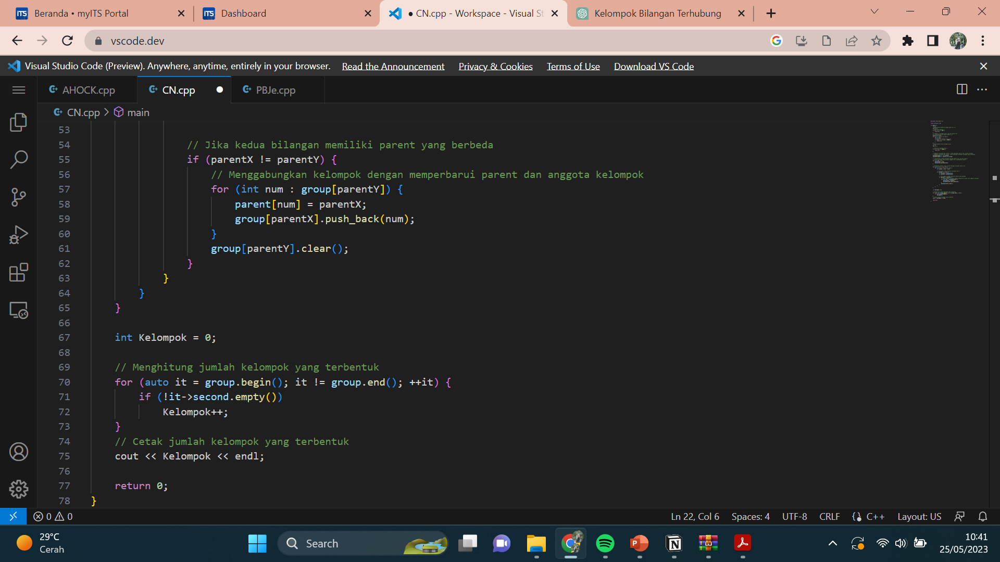 Beranda • myITS Portal
Dashboard
● CN.cpp - Workspace - Visual St
Kelompok Bilangan Terhubung
vscode.dev
Visual Studio Code (Preview). Anywhere, anytime, entirely in your browser. Read the Announcement Privacy & Cookies Terms of Use Download VS Code
AHOCK.cpp
CN.cpp
PBJe.cpp
CN.cpp > main
53
54 // Jika kedua bilangan memiliki parent yang berbeda
55 if (parentX != parentY) {
56 // Menggabungkan kelompok dengan memperbarui parent dan anggota kelompok
57 for (int num : group[parentY]) {
58 parent[num] = parentX;
59 group[parentX].push_back(num);
60 }
61 group[parentY].clear();
62 }
63 }
64 }
65 }
66
67 int Kelompok = 0;
68
69 // Menghitung jumlah kelompok yang terbentuk
70 for (auto it = group.begin(); it != group.end(); ++it) {
71 if (!it->second.empty())
72 Kelompok++;
73 }
74 // Cetak jumlah kelompok yang terbentuk
75 cout << Kelompok << endl;
76
77 return 0;
78 }
0 0
Ln 22, Col 6 Spaces: 4 UTF-8 CRLF C++ Layout: US
29°C
Cerah
Search
10:41
25/05/2023